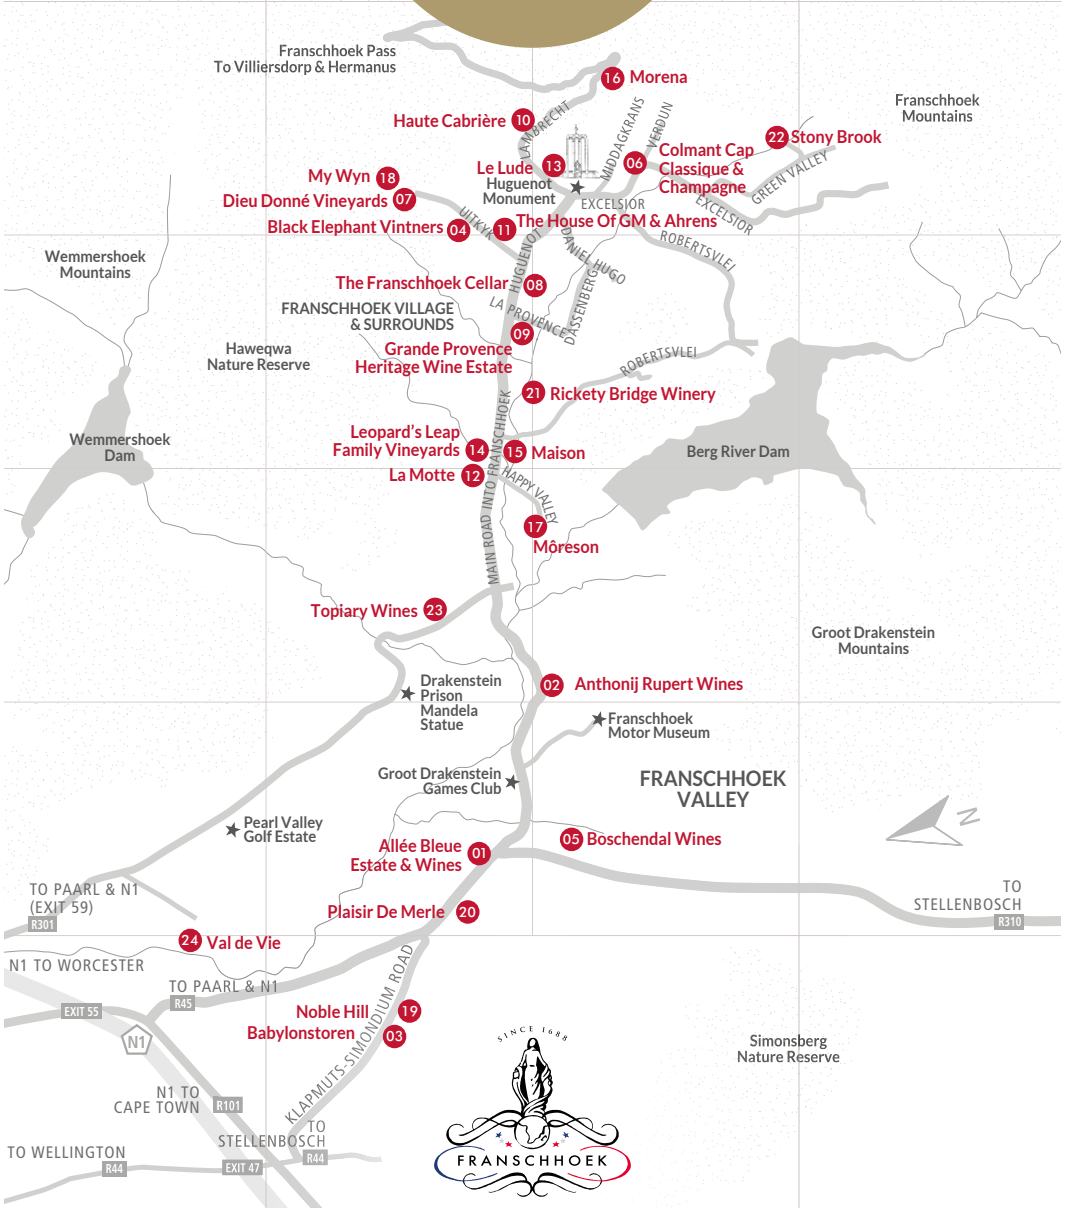 Franschhoek Pass
To Villiersdorp & Hermanus
16 Morena
Franschhoek
Mountains
Haute Cabrière 10
LAMBRECHT
MIDDAGKRANS
VERDUN
22 Stony Brook
Colmant Cap
Classique &
Champagne
06
Le Lude 13
Huguenot
Monument
GREEN VALLEY
My Wyn 18
Dieu Donné Vineyards 07
EXCELSIOR
EXCELSIOR
UITKYK
Black Elephant Vintners 04
11 The House Of GM & Ahrens
ROBERTSVLEI
Wemmershoek
Mountains
HUGUENOT
DANIEL HUGO
The Franschhoek Cellar 08
DASSENBERG
LA PROVENCE
FRANSCHHOEK VILLAGE
& SURROUNDS
09
Grande Provence
Heritage Wine Estate
Haweqwa
Nature Reserve
ROBERTSVLEI
21 Rickety Bridge Winery
MAIN ROAD INTO FRANSCHHOEK
Leopard's Leap
Family Vineyards 14
15 Maison
Wemmershoek
Dam
Berg River Dam
La Motte 12
HAPPY VALLEY
17
Môreson
Topiary Wines 23
Groot Drakenstein
Mountains
Drakenstein
Prison
Mandela
Statue
02 Anthonij Rupert Wines
Franschhoek
Motor Museum
Groot Drakenstein
Games Club
FRANSCHHOEK
VALLEY
N
Pearl Valley
Golf Estate
05 Boschendal Wines
Allée Bleue
Estate & Wines
01
TO PAARL & N1
(EXIT 59)
R301
TO
STELLENBOSCH
R310
Plaisir De Merle 20
24 Val de Vie
N1 TO WORCESTER
TO PAARL & N1
R45
EXIT 55
N1
KLAPMUTS-SIMONDIUM ROAD
Noble Hill 19
Babylonstoren 03
Simonsberg
Nature Reserve
SINCE 1688
N1 TO
CAPE TOWN
R101
TO
STELLENBOSCH
R44
TO WELLINGTON
R44
EXIT 47
FRANSCHHOEK